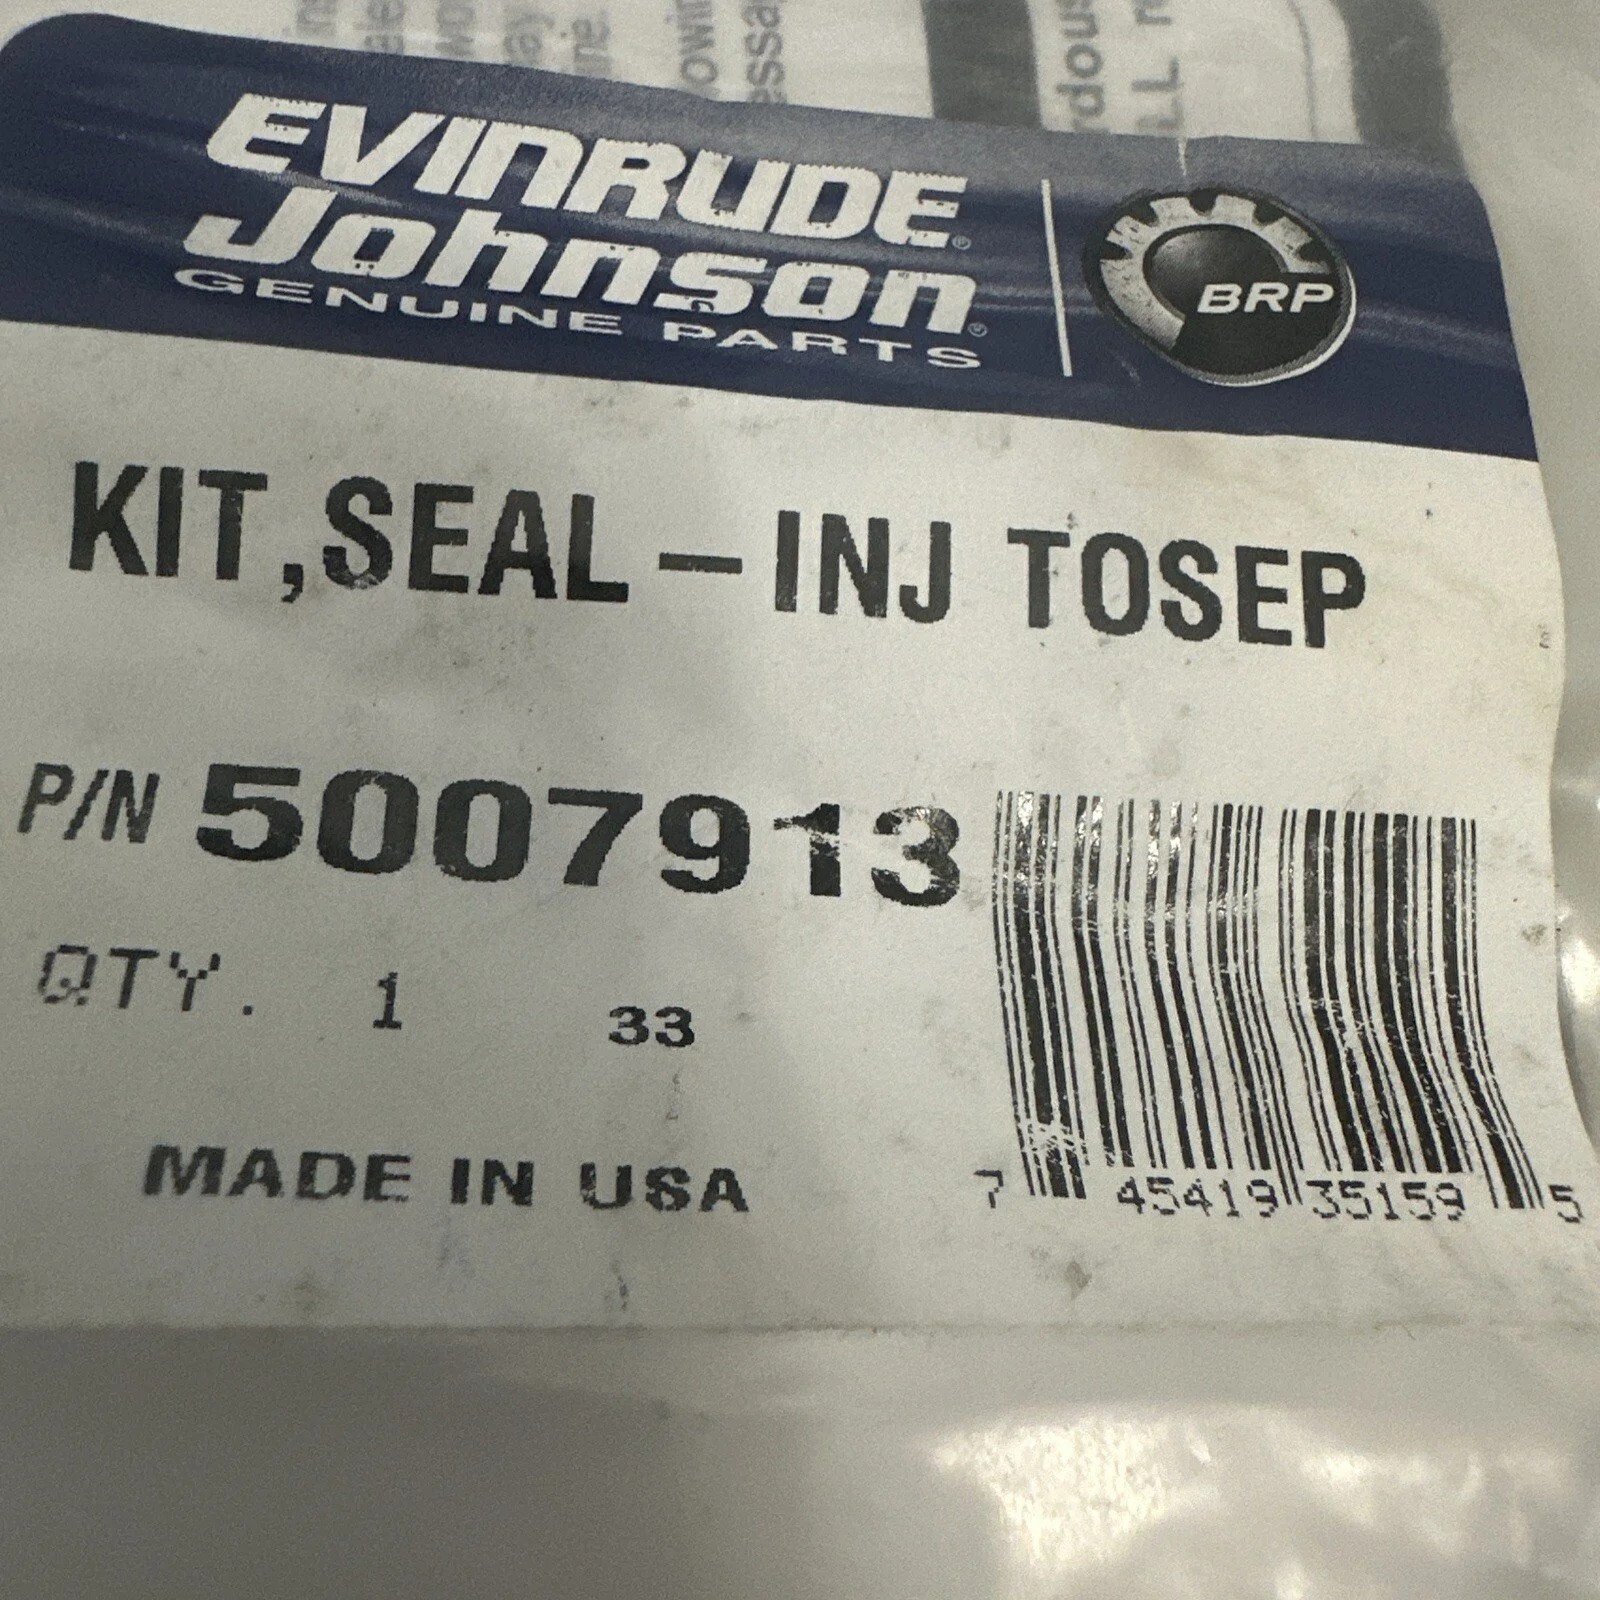 EVINRUDE®
Johnson®
GENUINE PARTS
BRP
KIT,SEAL-INJ TOSEP
P/N 5007913
QTY. 1 33
MADE IN USA
7 45419 35159 5